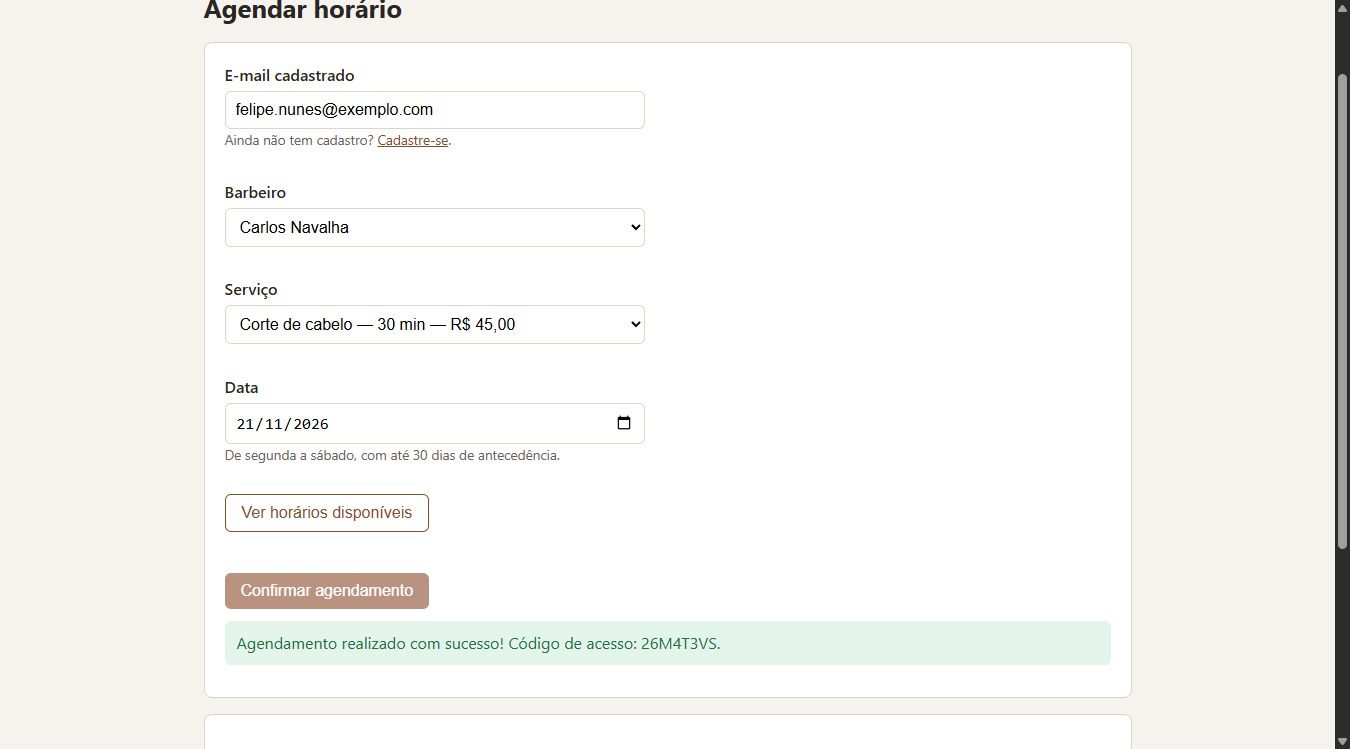 Agendar horário
E-mail cadastrado
felipe.nunes@exemplo.com
Ainda não tem cadastro? Cadastre-se.
Barbeiro
Carlos Navalha
Serviço
Corte de cabelo — 30 min — R$ 45,00
Data
21/11/2026
De segunda a sábado, com até 30 dias de antecedência.
Ver horários disponíveis
Confirmar agendamento
Agendamento realizado com sucesso! Código de acesso: 26M4T3VS.